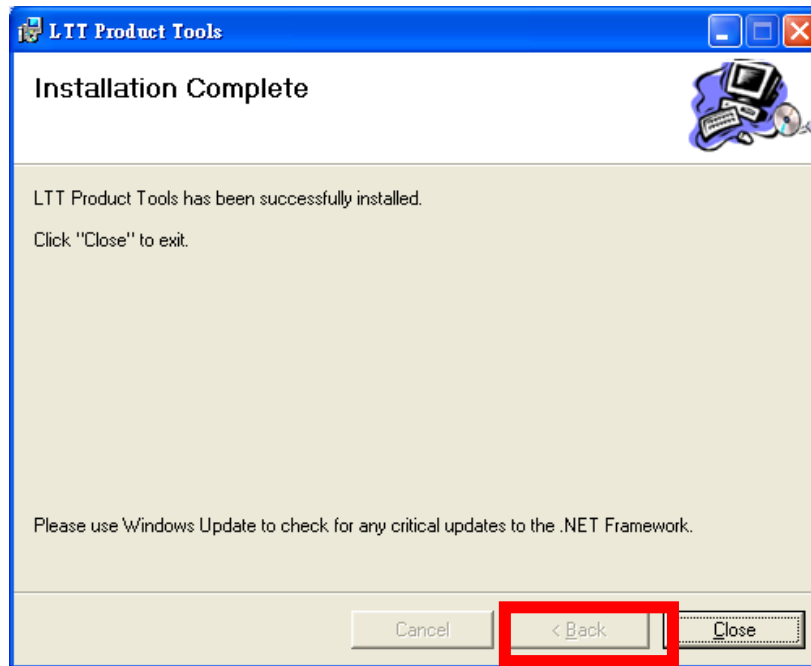 LTT Product Tools
Installation Complete
LTT Product Tools has been successfully installed.
Click "Close" to exit.
Please use Windows Update to check for any critical updates to the .NET Framework.
Cancel < Back Close